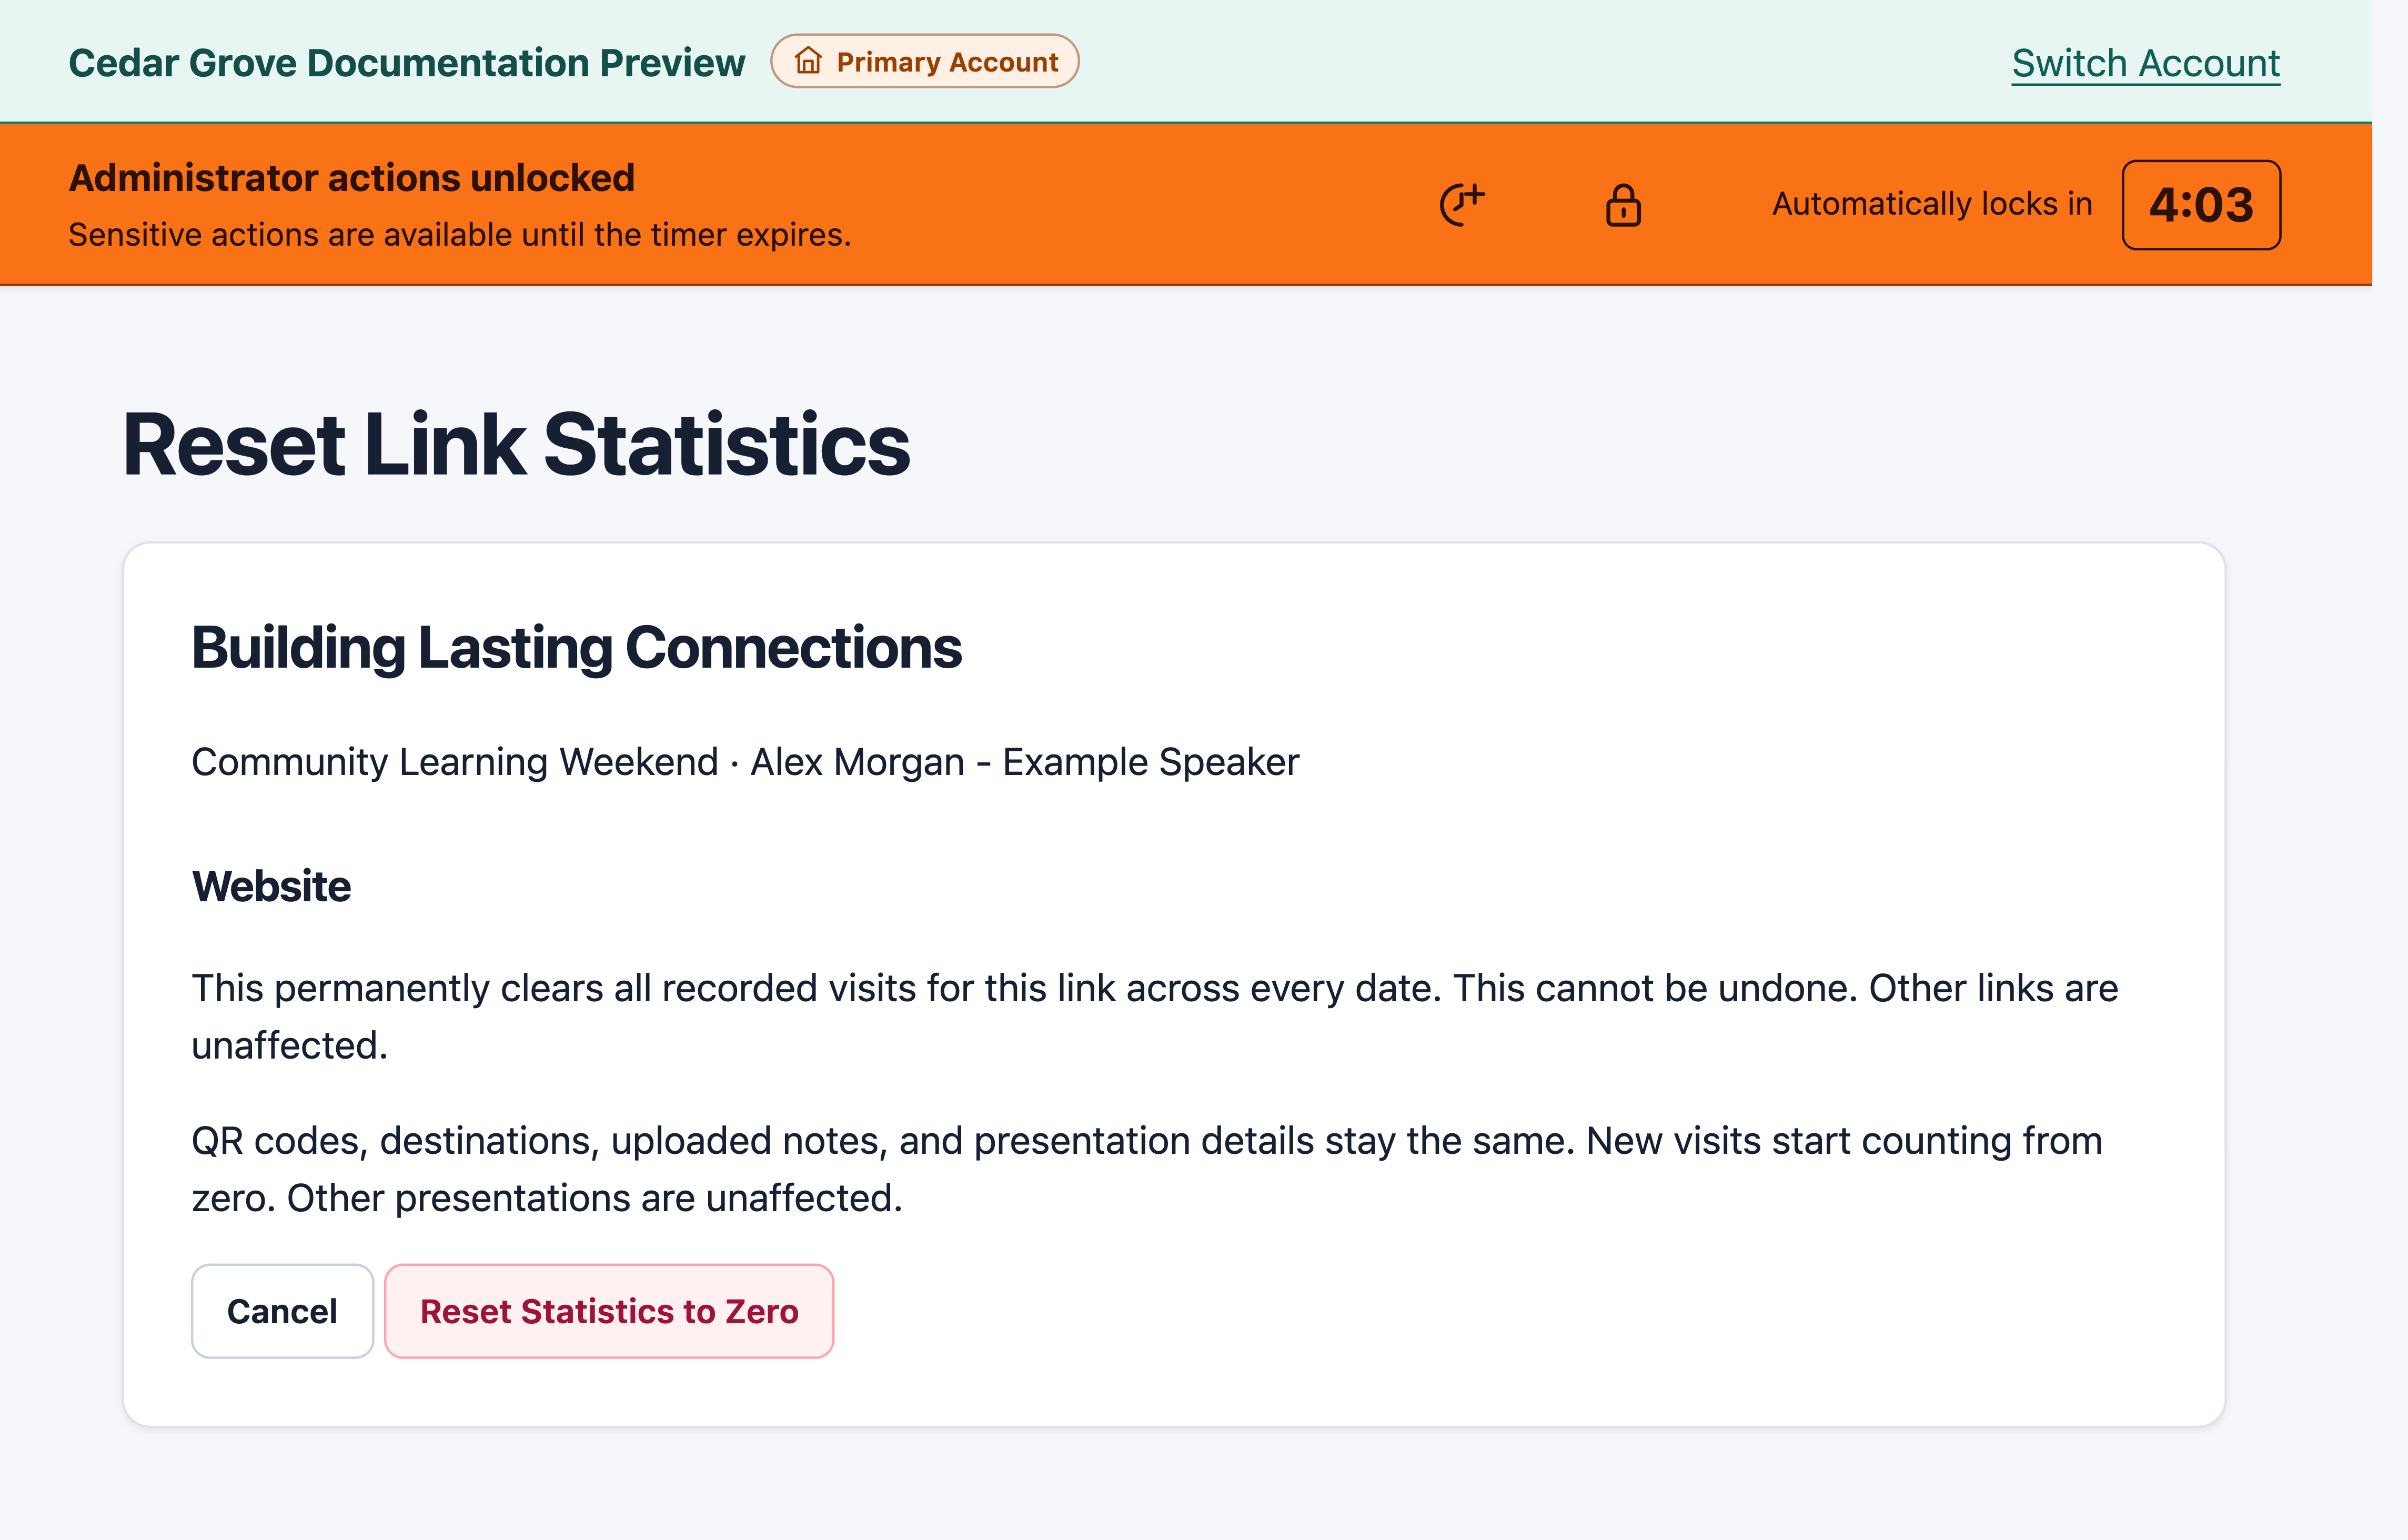 Cedar Grove Documentation Preview
Primary Account
Switch Account
Administrator actions unlocked
Sensitive actions are available until the timer expires.
Automatically locks in
4:03
Reset Link Statistics
Building Lasting Connections
Community Learning Weekend · Alex Morgan - Example Speaker
Website
This permanently clears all recorded visits for this link across every date. This cannot be undone. Other links are
unaffected.
QR codes, destinations, uploaded notes, and presentation details stay the same. New visits start counting from
zero. Other presentations are unaffected.
Cancel
Reset Statistics to Zero